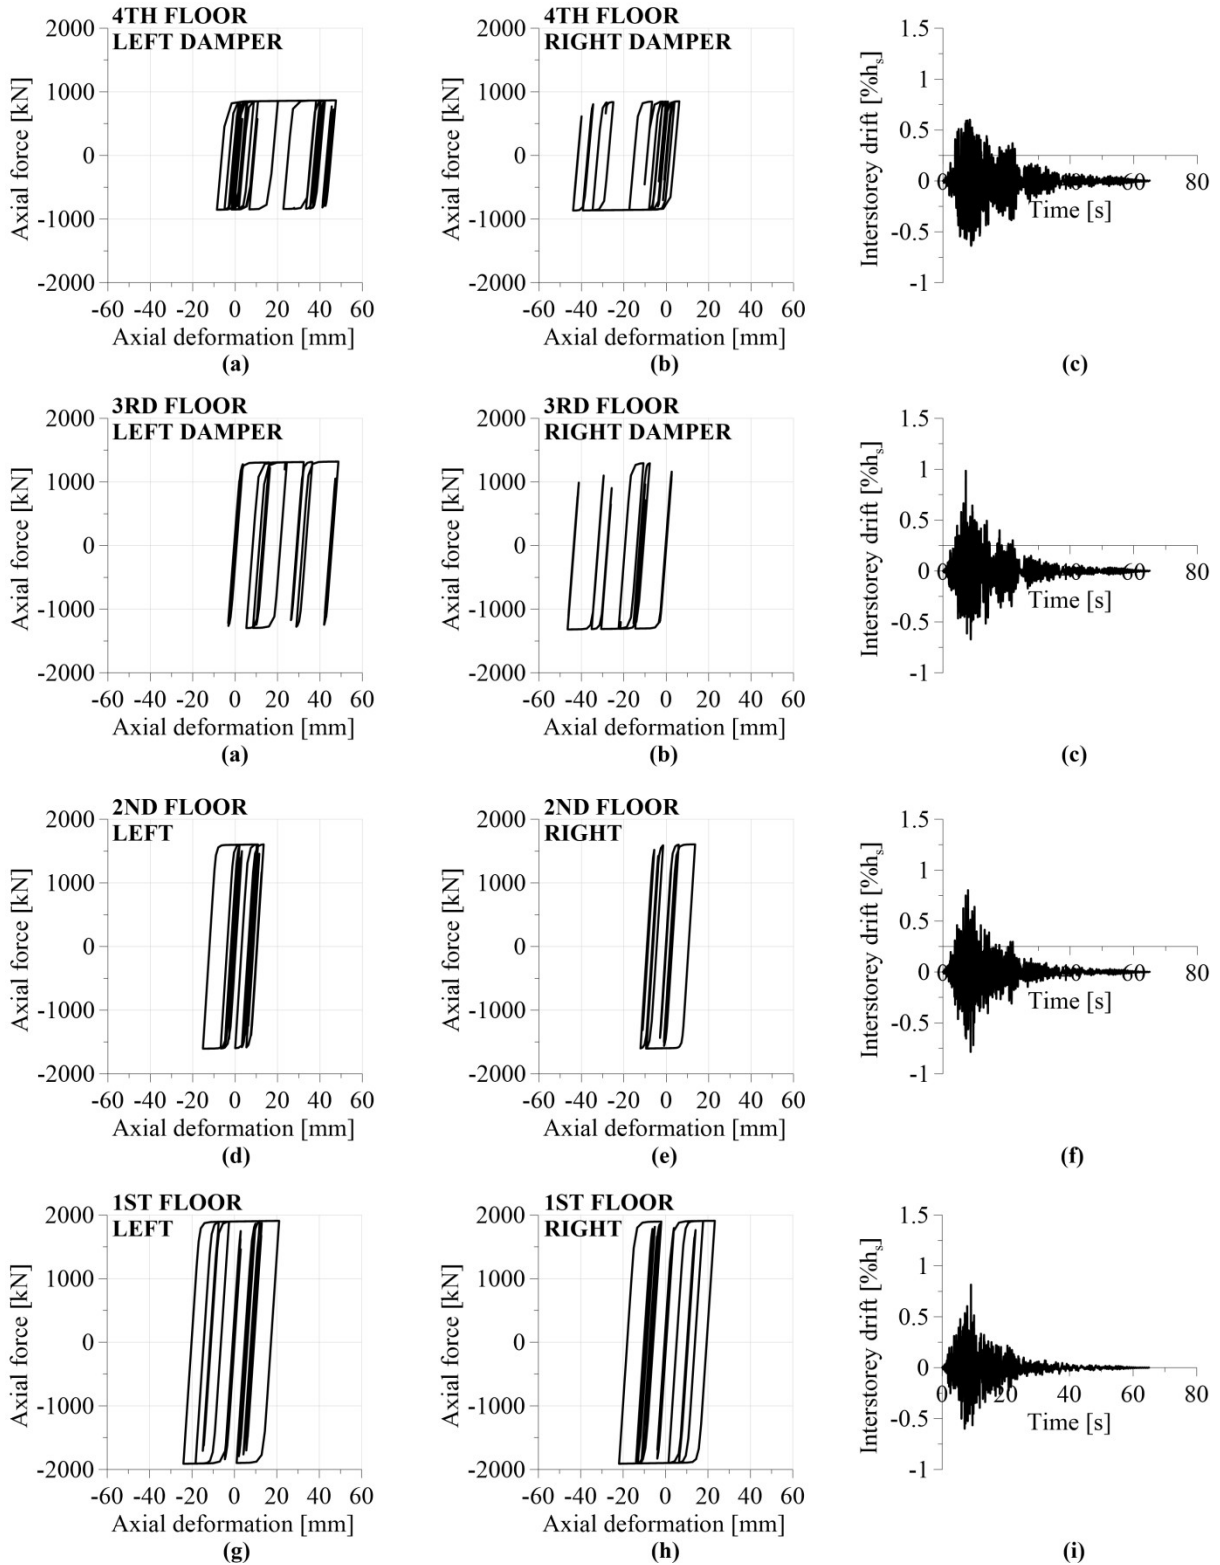 4TH FLOOR
LEFT DAMPER
2000
1000
0
-1000
-2000
Axial force [kN]
-60 -40 -20 0 20 40 60
Axial deformation [mm]
(a)
4TH FLOOR
RIGHT DAMPER
2000
1000
0
-1000
-2000
Axial force [kN]
-60 -40 -20 0 20 40 60
Axial deformation [mm]
(b)
1.5
1
0.5
0
-0.5
-1
Interstorey drift [%hs]
0 20 40 60 80
Time [s]
(c)
3RD FLOOR
LEFT DAMPER
2000
1000
0
-1000
-2000
Axial force [kN]
-60 -40 -20 0 20 40 60
Axial deformation [mm]
(a)
3RD FLOOR
RIGHT DAMPER
2000
1000
0
-1000
-2000
Axial force [kN]
-60 -40 -20 0 20 40 60
Axial deformation [mm]
(b)
1.5
1
0.5
0
-0.5
-1
Interstorey drift [%hs]
0 20 40 60 80
Time [s]
(c)
2ND FLOOR
LEFT
2000
1000
0
-1000
-2000
Axial force [kN]
-60 -40 -20 0 20 40 60
Axial deformation [mm]
(d)
2ND FLOOR
RIGHT
2000
1000
0
-1000
-2000
Axial force [kN]
-60 -40 -20 0 20 40 60
Axial deformation [mm]
(e)
1.5
1
0.5
0
-0.5
-1
Interstorey drift [%hs]
0 20 40 60 80
Time [s]
(f)
1ST FLOOR
LEFT
2000
1000
0
-1000
-2000
Axial force [kN]
-60 -40 -20 0 20 40 60
Axial deformation [mm]
(g)
1ST FLOOR
RIGHT
2000
1000
0
-1000
-2000
Axial force [kN]
-60 -40 -20 0 20 40 60
Axial deformation [mm]
(h)
1.5
1
0.5
0
-0.5
-1
Interstorey drift [%hs]
0 20 40 60 80
Time [s]
(i)